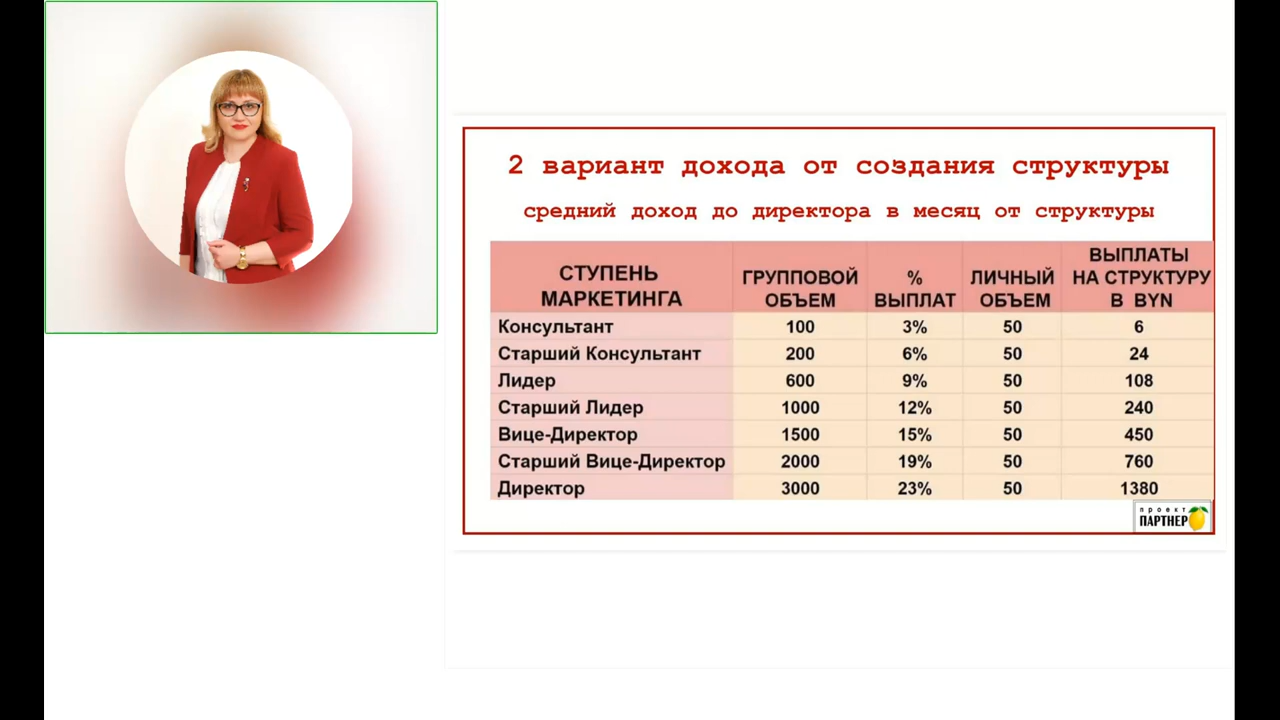 2 вариант дохода от создания структуры
средний доход до директора в месяц от структуры
СТУПЕНЬ МАРКЕТИНГА ГРУППОВОЙ ОБЪЕМ % ВЫПЛАТ ЛИЧНЫЙ ОБЪЕМ ВЫПЛАТЫ НА СТРУКТУРУ В BYN
Консультант 100 3% 50 6
Старший Консультант 200 6% 50 24
Лидер 600 9% 50 108
Старший Лидер 1000 12% 50 240
Вице-Директор 1500 15% 50 450
Старший Вице-Директор 2000 19% 50 760
Директор 3000 23% 50 1380
проект
ПАРТНЕР